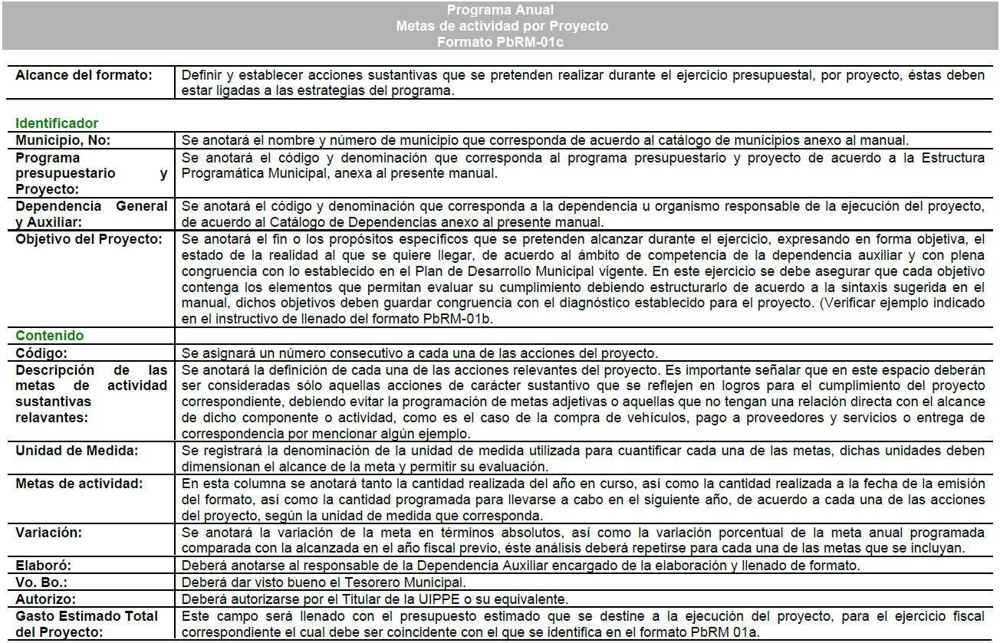 Programa Anual
Metas de actividad por Proyecto
Formato PbRM-01c
Alcance del formato: Definir y establecer acciones sustantivas que se pretenden realizar durante el ejercicio presupuestal, por proyecto, éstas deben
estar ligadas a las estrategias del programa.
Identificador
Municipio, No: Se anotará el nombre y número de municipio que corresponda de acuerdo al catálogo de municipios anexo al manual.
Programa Se anotará el código y denominación que corresponda al programa presupuestario y proyecto de acuerdo a la Estructura
presupuestario y Programática Municipal, anexa al presente manual.
Proyecto:
Dependencia General Se anotará el código y denominación que corresponda a la dependencia u organismo responsable de la ejecución del proyecto,
y Auxiliar: de acuerdo al Catálogo de Dependencias anexo al presente manual.
Objetivo del Proyecto: Se anotará el fin o los propósitos específicos que se pretenden alcanzar durante el ejercicio, expresando en forma objetiva, el
estado de la realidad al que se quiere llegar, de acuerdo al ámbito de competencia de la dependencia auxiliar y con plena
congruencia con lo establecido en el Plan de Desarrollo Municipal vigente. En este ejercicio se debe asegurar que cada objetivo
contenga los elementos que permitan evaluar su cumplimiento debiendo estructurarlo de acuerdo a la sintaxis sugerida en el
manual, dichos objetivos deben guardar congruencia con el diagnóstico establecido para el proyecto. (Verificar ejemplo indicado
en el instructivo de llenado del formato PbRM-01b.
Contenido
Código: Se asignará un número consecutivo a cada una de las acciones del proyecto.
Descripción de las Se anotará la definición de cada una de las acciones relevantes del proyecto. Es importante señalar que en este espacio deberán
metas de actividad ser consideradas sólo aquellas acciones de carácter sustantivo que se reflejen en logros para el cumplimiento del proyecto
sustantivas correspondiente, debiendo evitar la programación de metas adjetivas o aquellas que no tengan una relación directa con el alcance
relavantes: de dicho componente o actividad, como es el caso de la compra de vehículos, pago a proveedores y servicios o entrega de
correspondencia por mencionar algún ejemplo.
Unidad de Medida: Se registrará la denominación de la unidad de medida utilizada para cuantificar cada una de las metas, dichas unidades deben
dimensionan el alcance de la meta y permitir su evaluación.
Metas de actividad: En esta columna se anotará tanto la cantidad realizada del año en curso, así como la cantidad realizada a la fecha de la emisión
del formato, así como la cantidad programada para llevarse a cabo en el siguiente año, de acuerdo a cada una de las acciones
del proyecto, según la unidad de medida que corresponda.
Variación: Se anotará la variación de la meta en términos absolutos, así como la variación porcentual de la meta anual programada
comparada con la alcanzada en el año fiscal previo, éste análisis deberá repetirse para cada una de las metas que se incluyan.
Elaboró: Deberá anotarse al responsable de la Dependencia Auxiliar encargado de la elaboración y llenado de formato.
Vo. Bo.: Deberá dar visto bueno el Tesorero Municipal.
Autorizo: Deberá autorizarse por el Titular de la UIPPE o su equivalente.
Gasto Estimado Total Este campo será llenado con el presupuesto estimado que se destine a la ejecución del proyecto, para el ejercicio fiscal
del Proyecto: correspondiente el cual debe ser coincidente con el que se identifica en el formato PbRM 01a.